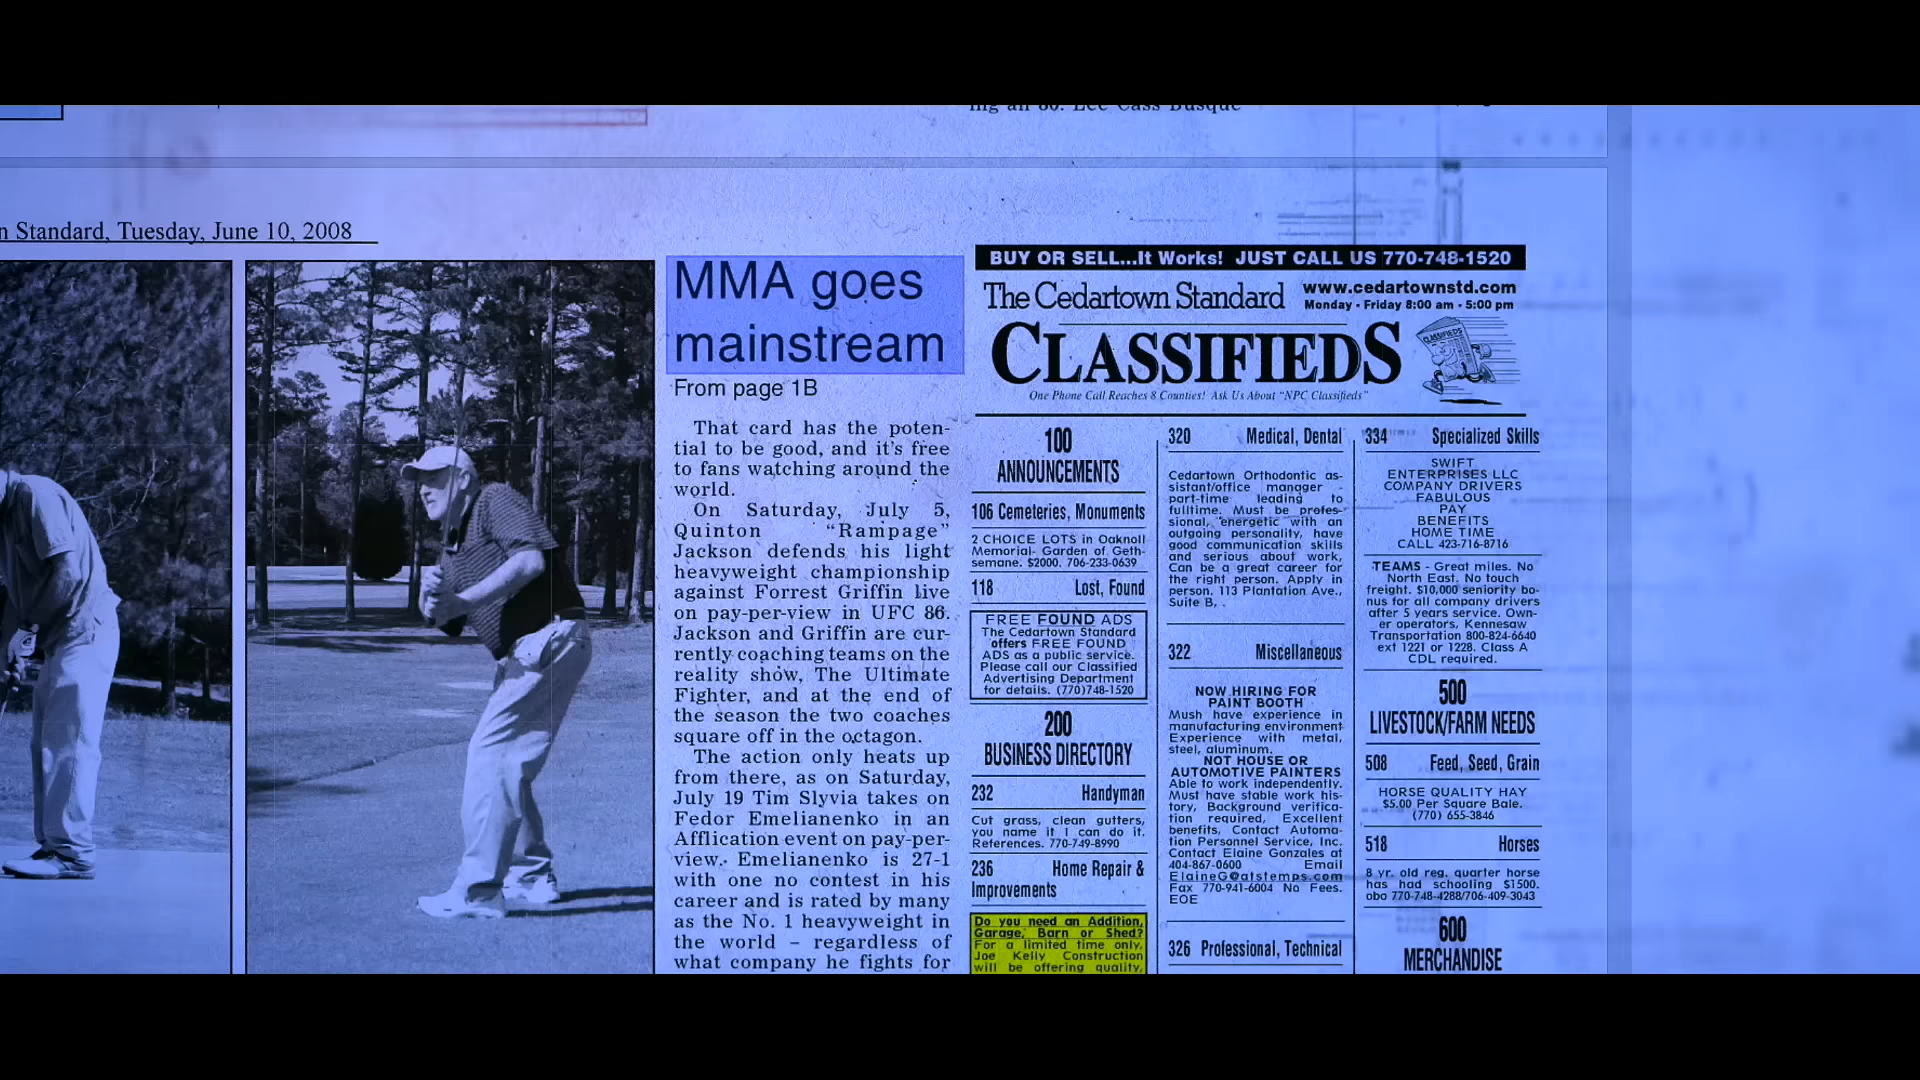 ing an 80. Lee Cass Busque
n Standard, Tuesday, June 10, 2008
MMA goes
mainstream
From page 1B
That card has the poten-
tial to be good, and it's free
to fans watching around the
world.
On Saturday, July 5,
Quinton "Rampage"
Jackson defends his light
heavyweight championship
against Forrest Griffin live
on pay-per-view in UFC 86.
Jackson and Griffin are cur-
rently coaching teams on the
reality show, The Ultimate
Fighter, and at the end of
the season the two coaches
square off in the octagon.
The action only heats up
from there, as on Saturday,
July 19 Tim Slyvia takes on
Fedor Emelianenko in an
Afflication event on pay-per-
view. Emelianenko is 27-1
with one no contest in his
career and is rated by many
as the No. 1 heavyweight in
the world – regardless of
what company he fights for
BUY OR SELL...It Works! JUST CALL US 770-748-1520
The Cedartown Standard
www.cedartownstd.com
Monday - Friday 8:00 am - 5:00 pm
CLASSIFIEDS
CLASSIFIEDS
One Phone Call Reaches 8 Counties! Ask Us About "NPC Classifieds"
100
ANNOUNCEMENTS
106 Cemeteries, Monuments
2 CHOICE LOTS in Oaknoll
Memorial- Garden of Geth-
semane. $2000. 706-233-0639
118 Lost, Found
FREE FOUND ADS
The Cedartown Standard
offers FREE FOUND
ADS as a public service.
Please call our Classified
Advertising Department
for details. (770)748-1520
200
BUSINESS DIRECTORY
232 Handyman
Cut grass, clean gutters,
you name it I can do it.
References. 770-749-8990
236 Home Repair &
Improvements
Do you need an Addition,
Garage, Barn or Shed?
For a limited time only,
Joe Kelly Construction
will be offering quality,
320 Medical, Dental
Cedartown Orthodontic as-
sistant/office manager -
part-time leading to
fulltime. Must be profes-
sional, energetic with an
outgoing personality, have
good communication skills
and serious about work,
Can be a great career for
the right person. Apply in
person. 113 Plantation Ave.,
Suite B,
322 Miscellaneous
NOW HIRING FOR
PAINT BOOTH
Mush have experience in
manufacturing environment
Experience with metal,
steel, aluminum.
NOT HOUSE OR
AUTOMOTIVE PAINTERS
Able to work independently.
Must have stable work his-
tory, Background verifica-
tion required, Excellent
benefits, Contact Automa-
tion Personnel Service, Inc.
Contact Elaine Gonzales at
404-867-0600 Email
ElaineG@atstemps.com
Fax 770-941-6004 No Fees.
EOE
326 Professional, Technical
334 Specialized Skills
SWIFT
ENTERPRISES LLC
COMPANY DRIVERS
FABULOUS
PAY
BENEFITS
HOME TIME
CALL 423-716-8716
TEAMS - Great miles. No
North East. No touch
freight. $10,000 seniority bo-
nus for all company drivers
after 5 years service. Own-
er operators, Kennesaw
Transportation 800-824-6640
ext 1221 or 1228. Class A
CDL required.
500
LIVESTOCK/FARM NEEDS
508 Feed, Seed, Grain
HORSE QUALITY HAY
$5.00 Per Square Bale.
(770) 655-3846
518 Horses
8 yr. old reg. quarter horse
has had schooling $1500.
obo 770-748-4288/706-409-3043
600
MERCHANDISE